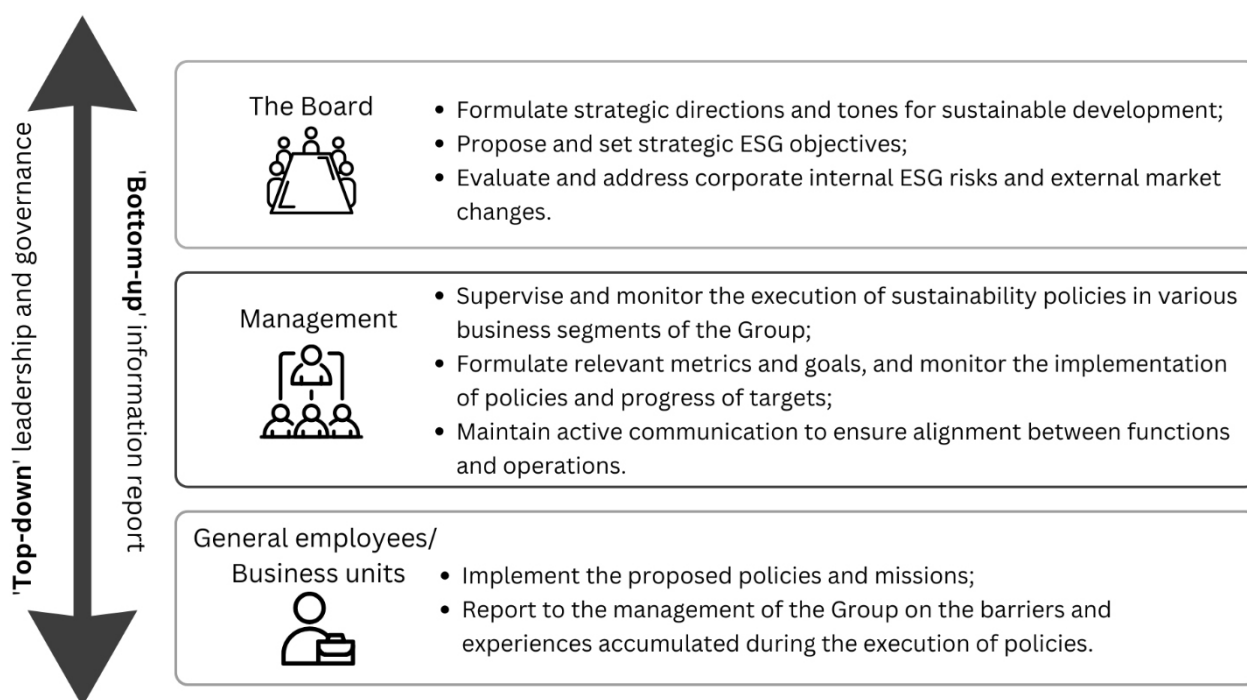 'Top-down' leadership and governance
'Bottom-up' information report
The Board
• Formulate strategic directions and tones for sustainable development;
• Propose and set strategic ESG objectives;
• Evaluate and address corporate internal ESG risks and external market
changes.
Management
• Supervise and monitor the execution of sustainability policies in various
business segments of the Group;
• Formulate relevant metrics and goals, and monitor the implementation
of policies and progress of targets;
• Maintain active communication to ensure alignment between functions
and operations.
General employees/
Business units
• Implement the proposed policies and missions;
• Report to the management of the Group on the barriers and
experiences accumulated during the execution of policies.